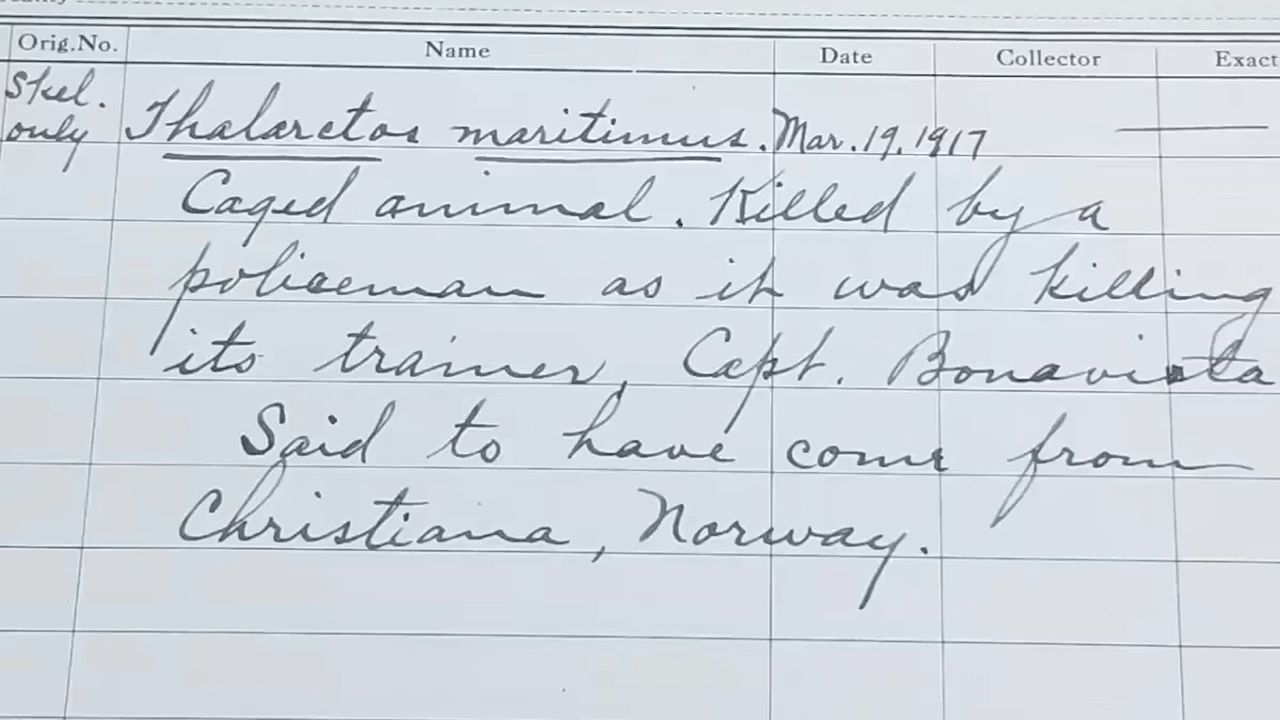 Orig.No. Name Date Collector Exact
Skel.
only
Thalarctos maritimus. Mar. 19. 1917
Caged animal. Killed by a
policeman as it was killing
its trainer, Capt. Bonavista
Said to have come from
Christiana, Norway.